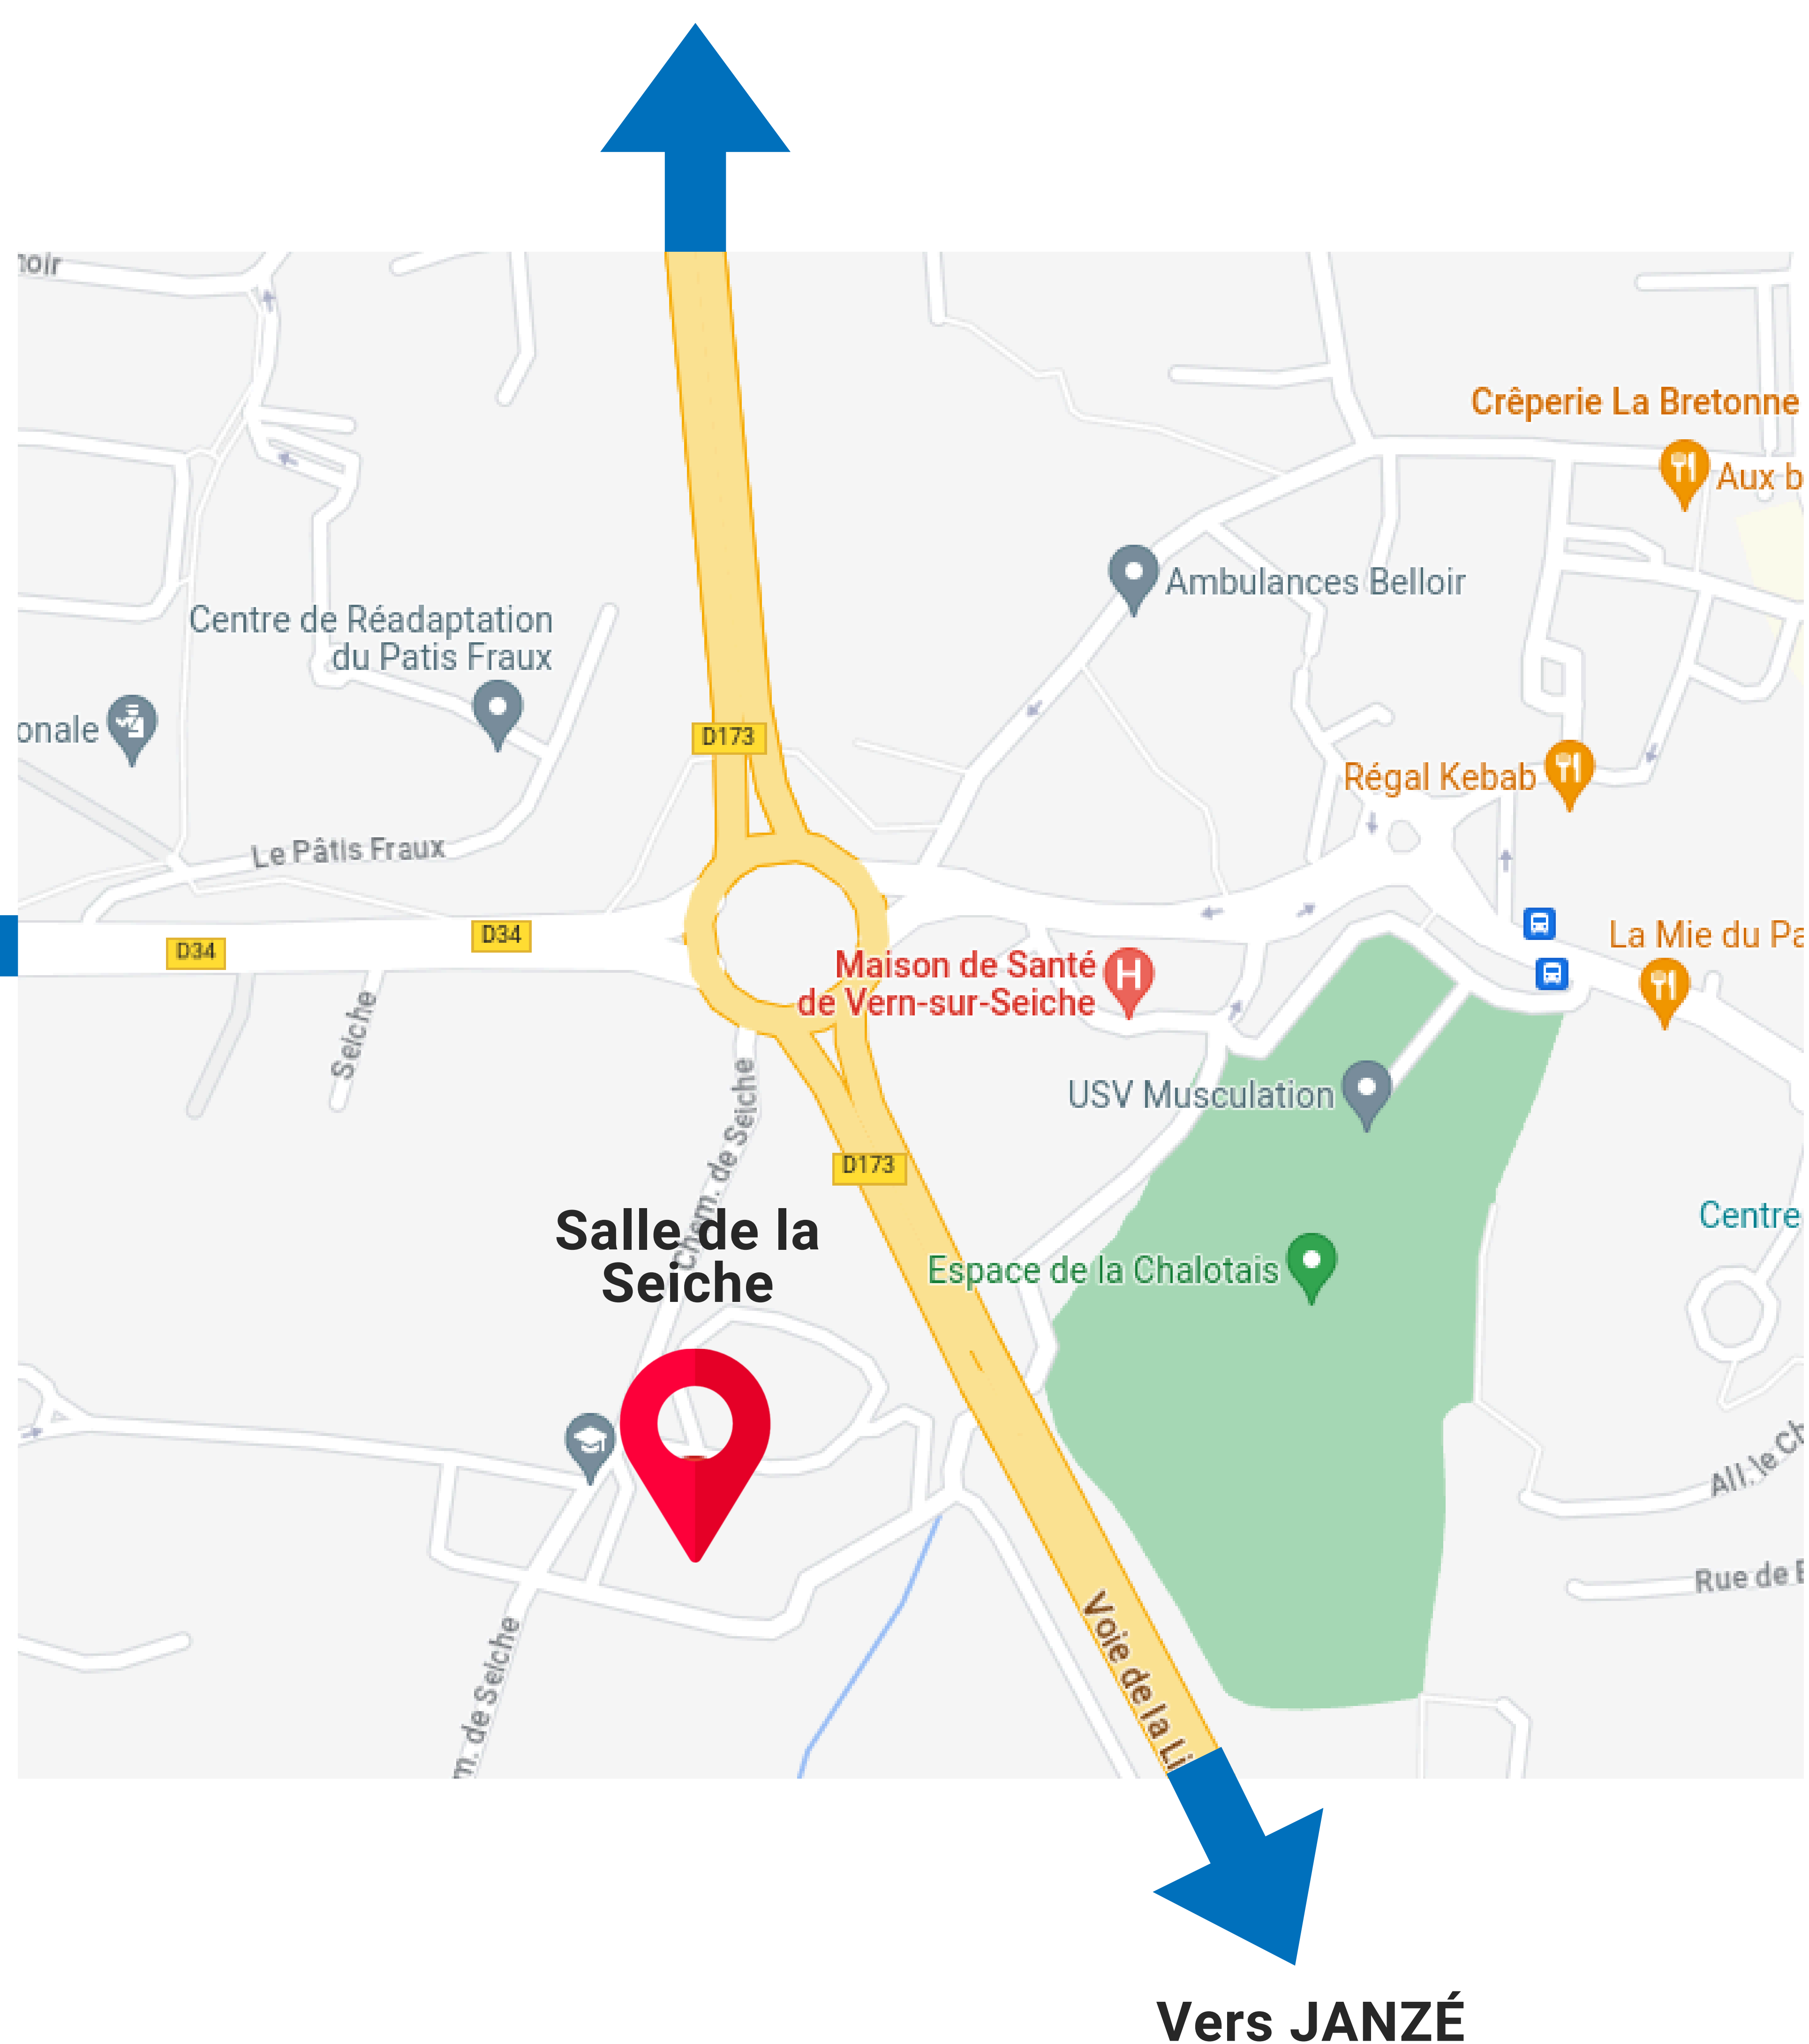 noir
Crêperie La Bretonne
Aux b
Ambulances Belloir
Centre de Réadaptation
du Patis Fraux
onale
D173
Régal Kebab
Le Pâtis Fraux
D34
D34
La Mie du Pa
Maison de Santé
de Vern-sur-Seiche
Seiche
USV Musculation
Chem. de Seiche
D173
Salle de la
Seiche
Centre
Espace de la Chalotais
All. le Ch
Rue de
Voie de la Li
m. de Seiche
Vers JANZÉ